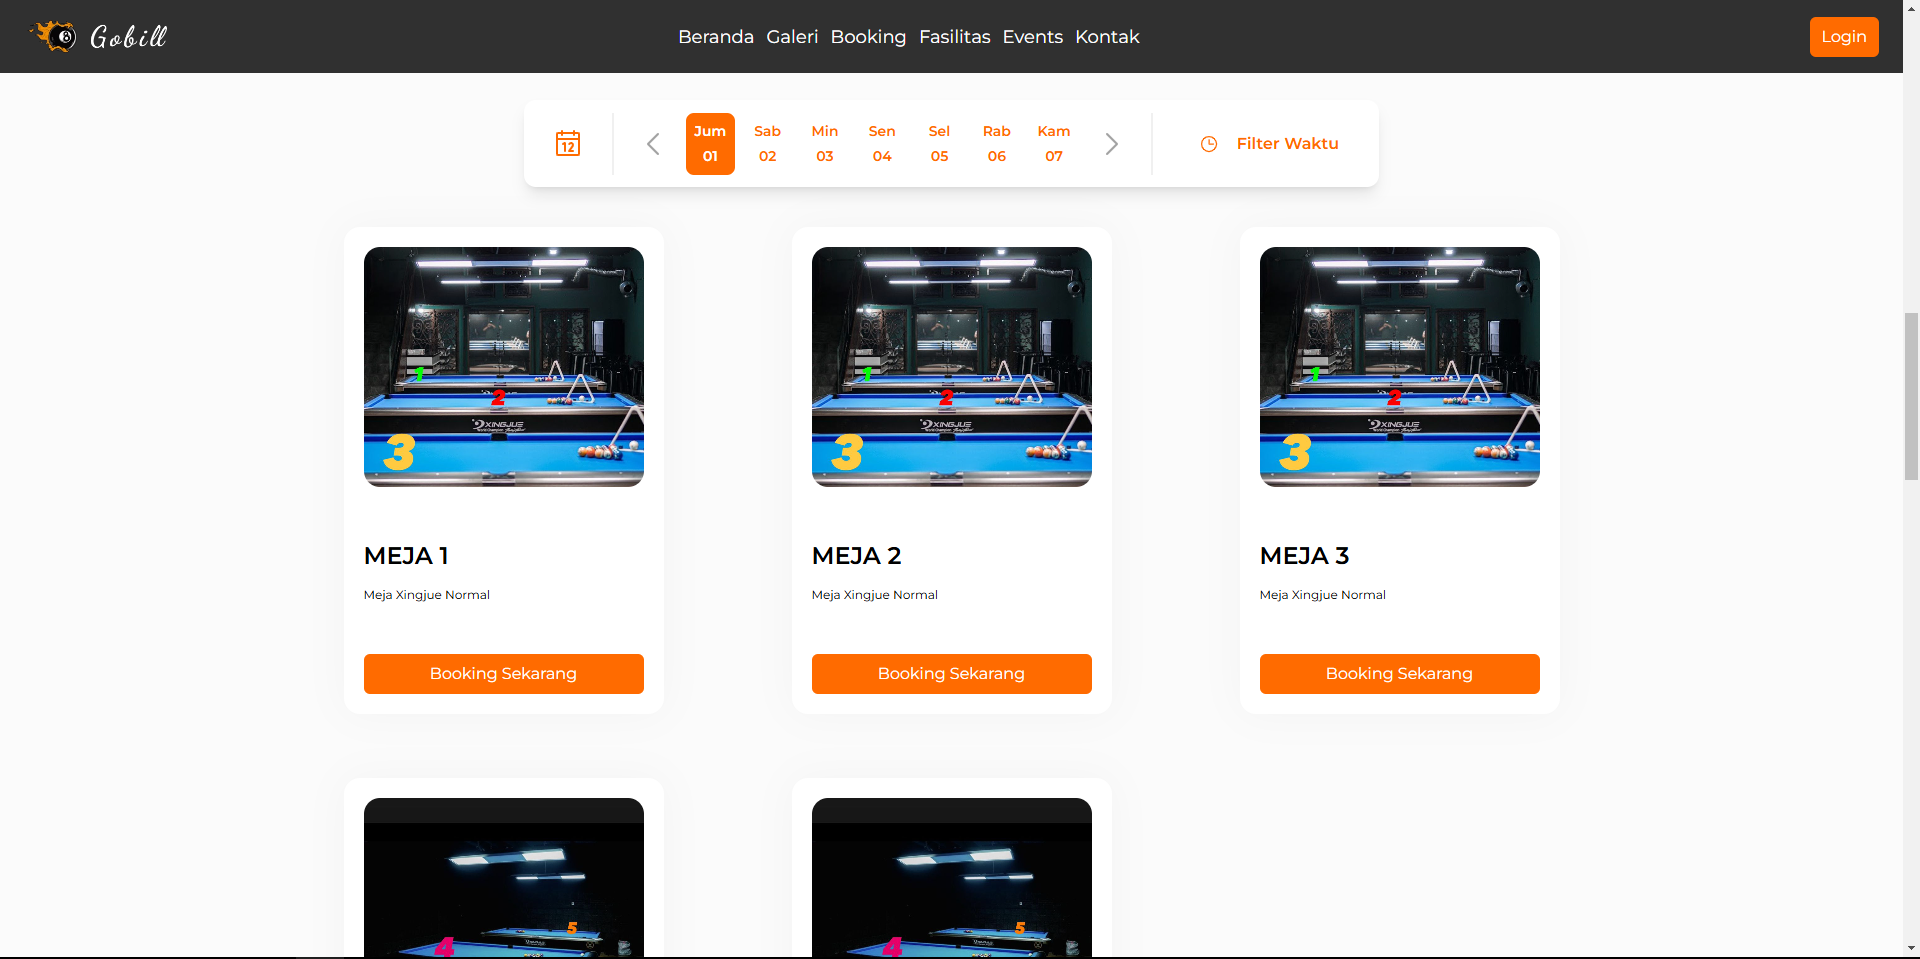 Gobill
Beranda Galeri Booking Fasilitas Events Kontak
Login
12
Jum Sab Min Sen Sel Rab Kam
01 02 03 04 05 06 07
Filter Waktu
1
2
XINGJUE
3
1
2
XINGJUE
3
1
2
XINGJUE
3
MEJA 1
Meja Xingjue Normal
Booking Sekarang
MEJA 2
Meja Xingjue Normal
Booking Sekarang
MEJA 3
Meja Xingjue Normal
Booking Sekarang
5
4
5
4